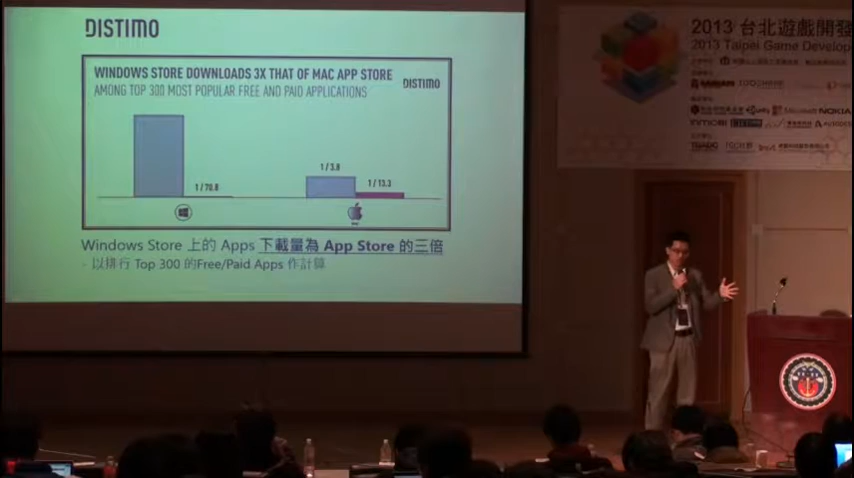 DISTIMO
WINDOWS STORE DOWNLOADS 3X THAT OF MAC APP STORE
DISTIMO
AMONG TOP 300 MOST POPULAR FREE AND PAID APPLICATIONS
1 / 3.8
1 / 70.8
1 / 13.3
Windows Store 上的 Apps 下載量為 App Store 的三倍
- 以排行 Top 300 的Free/Paid Apps 作計算
2013 台北遊戲開發
2013 Taipei Game Develop
unity
Microsoft
NOKIA